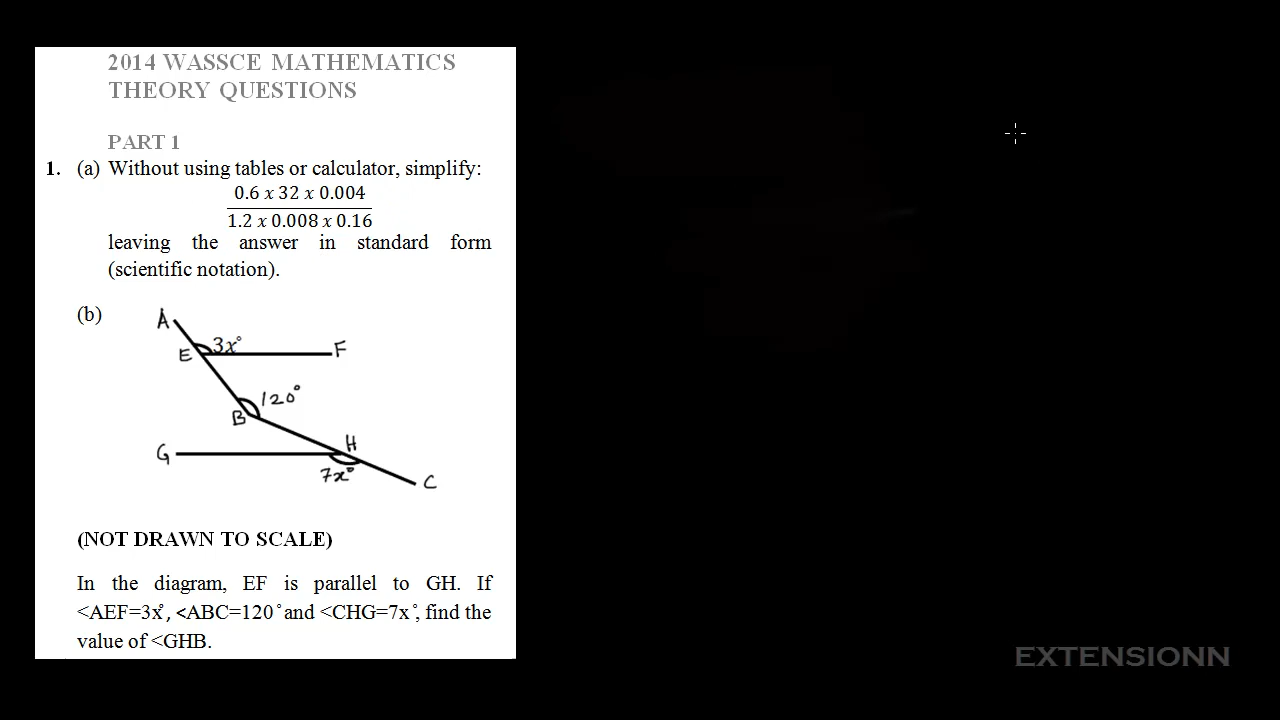 2014 WASSCE MATHEMATICS
THEORY QUESTIONS
PART 1
1. (a) Without using tables or calculator, simplify:
0.6 x 32 x 0.004
1.2 x 0.008 x 0.16
leaving the answer in standard form
(scientific notation).
(b)
A
3x°
E
F
120°
B
G
H
7x°
C
(NOT DRAWN TO SCALE)
In the diagram, EF is parallel to GH. If
<AEF=3x°, <ABC=120° and <CHG=7x°, find the
value of <GHB.
EXTENSIONN